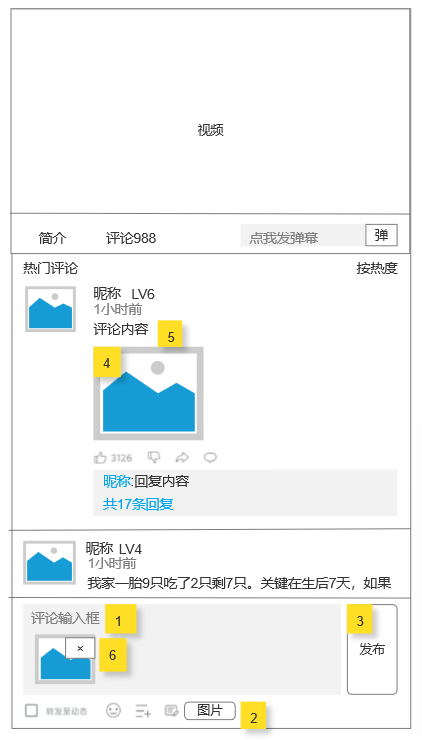 视频
简介 评论988 点我发弹幕 弹
热门评论 按热度
昵称 LV6
1小时前
评论内容 5
4
3126
昵称:回复内容
共17条回复
昵称 LV4
1小时前
我家一胎9只吃了2只剩7只。关键在生后7天，如果
评论输入框 1 3
× 发布
6
转发至动态 图片 2